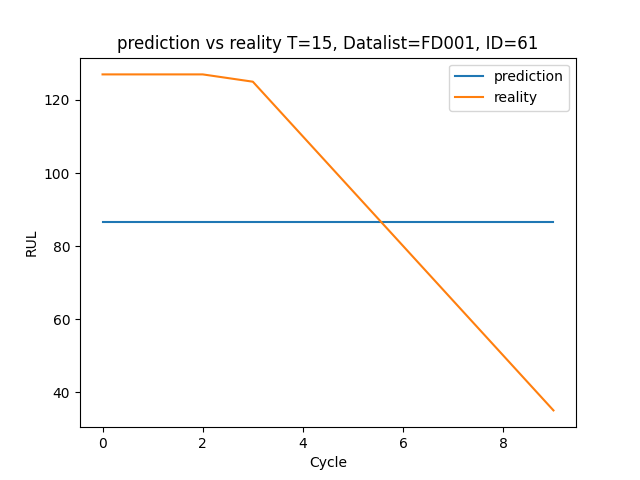 prediction vs reality T=15, Datalist=FD001, ID=61
prediction
reality
RUL
120
100
80
60
40
0 2 4 6 8
Cycle